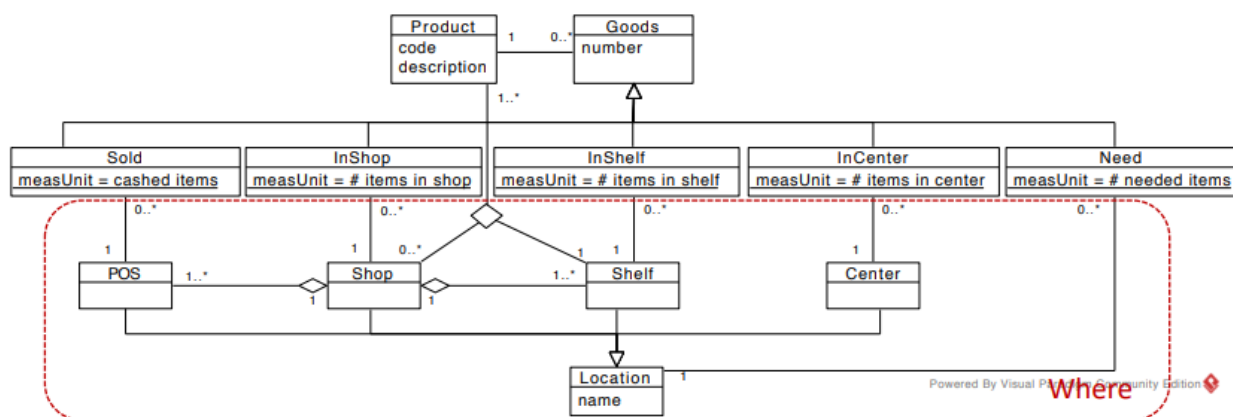 Product
Goods
code
description
number
1
0..*
1..*
Sold
InShop
InShelf
InCenter
Need
measUnit = cashed items
measUnit = # items in shop
measUnit = # items in shelf
measUnit = # items in center
measUnit = # needed items
0..*
0..*
0..*
0..*
0..*
1
1
0..*
1
1
1
POS
Shop
Shelf
Center
1..*
1
1
1..*
Location
name
1
Powered By Visual Paradigm Community Edition
Where